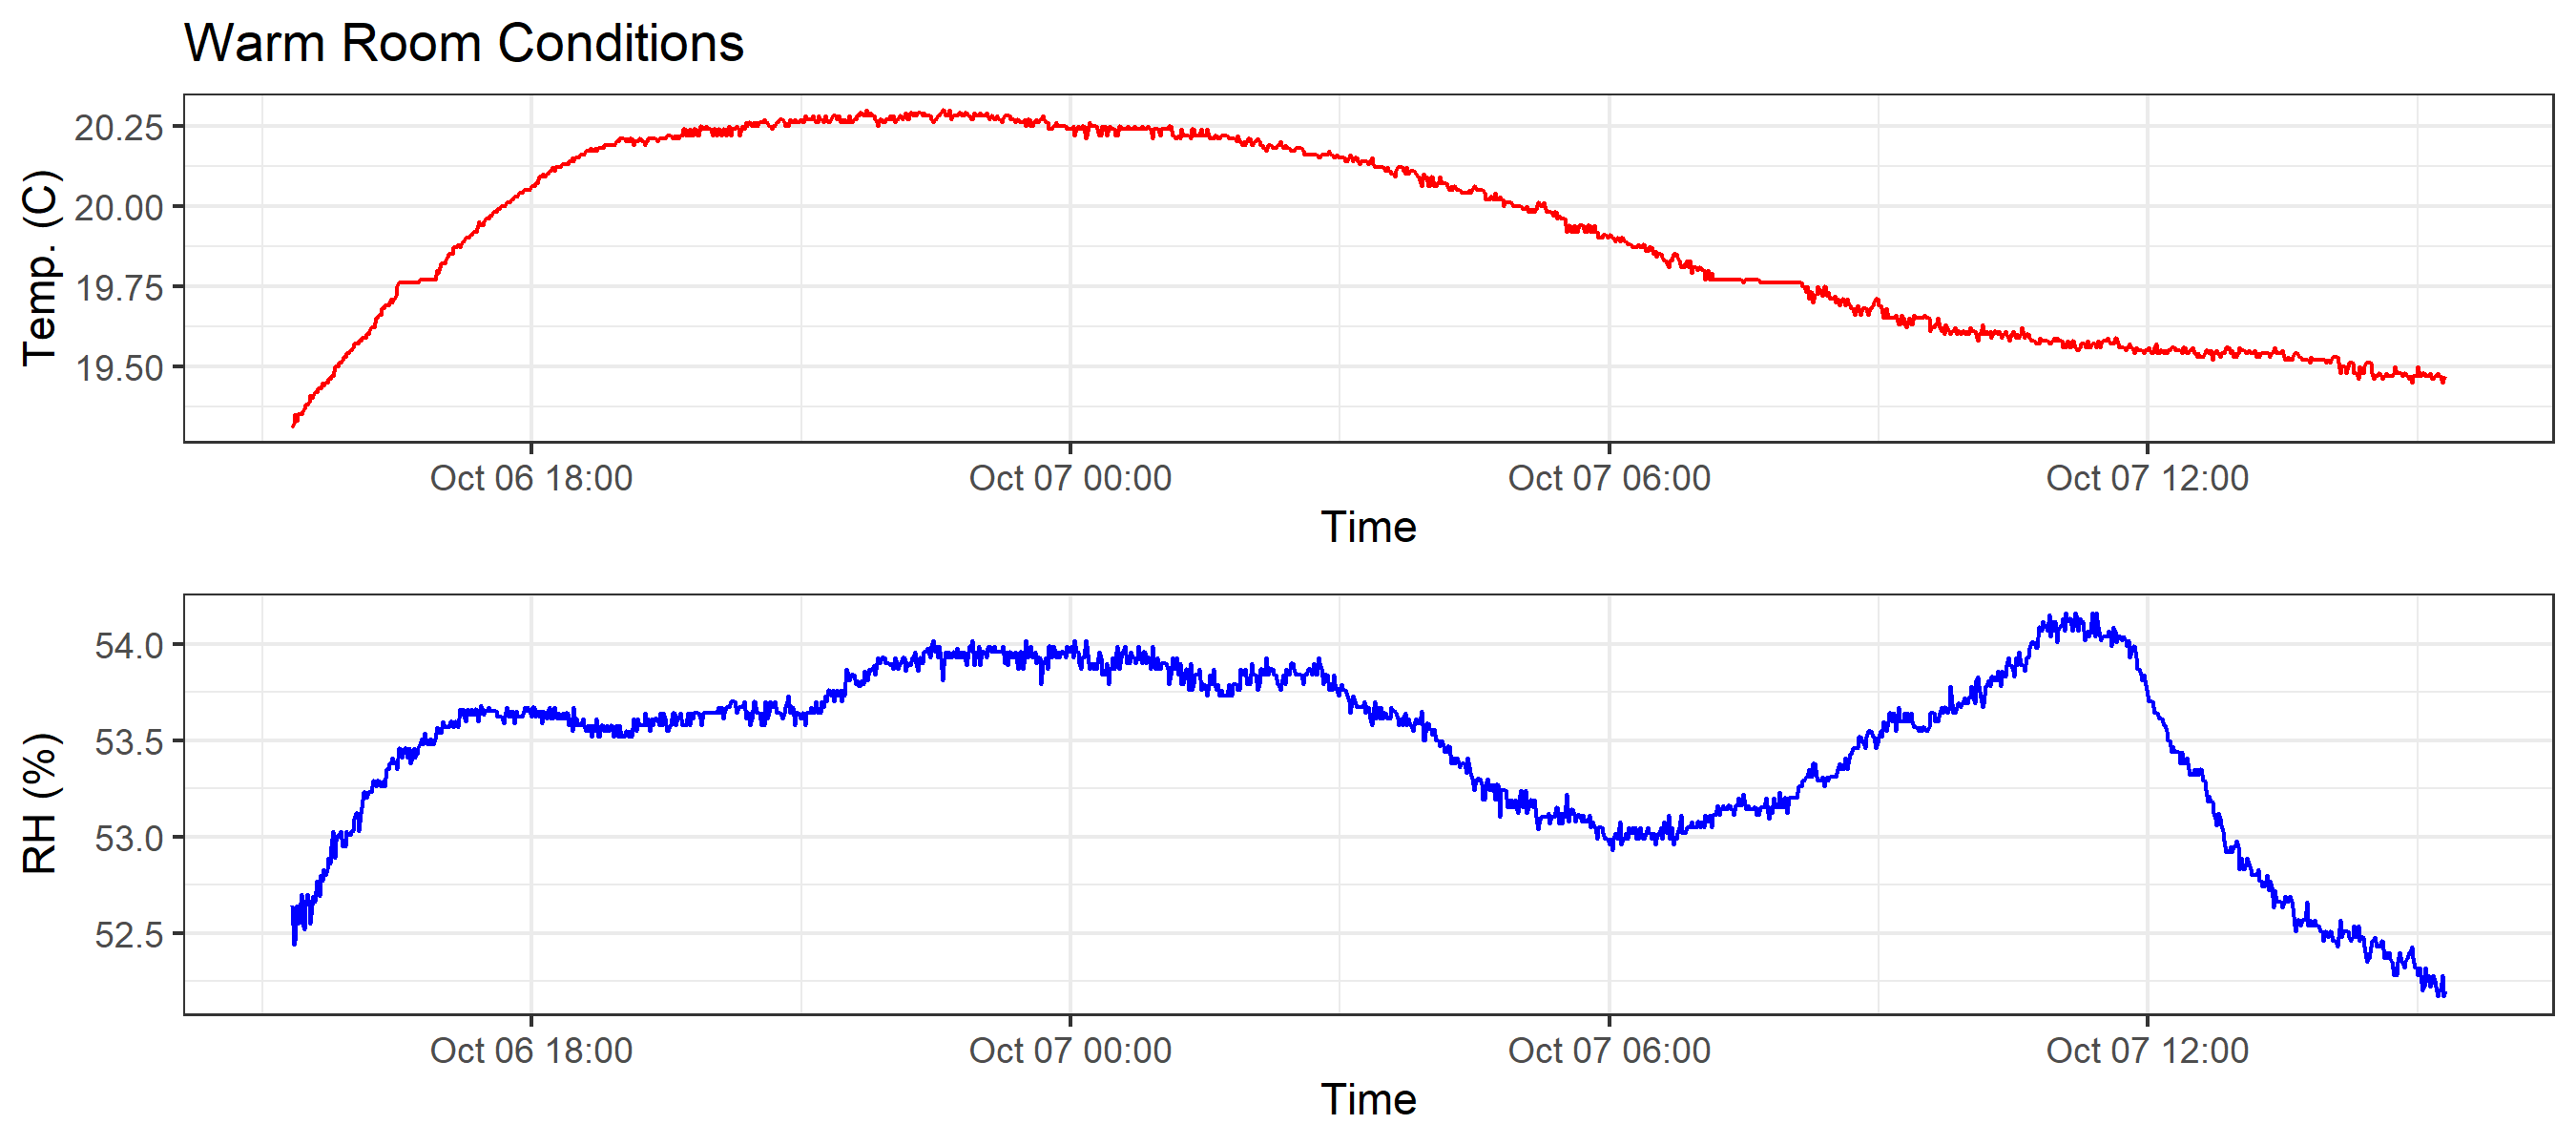 Warm Room Conditions
Temp. (C)
20.25
20.00
19.75
19.50
Oct 06 18:00 Oct 07 00:00 Oct 07 06:00 Oct 07 12:00
Time
RH (%)
54.0
53.5
53.0
52.5
Oct 06 18:00 Oct 07 00:00 Oct 07 06:00 Oct 07 12:00
Time